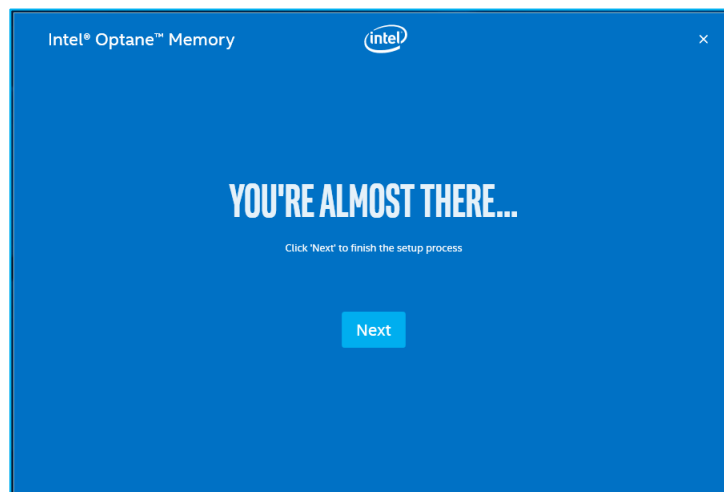 Intel® Optane™ Memory
intel
×
YOU'RE ALMOST THERE...
Click 'Next' to finish the setup process
Next